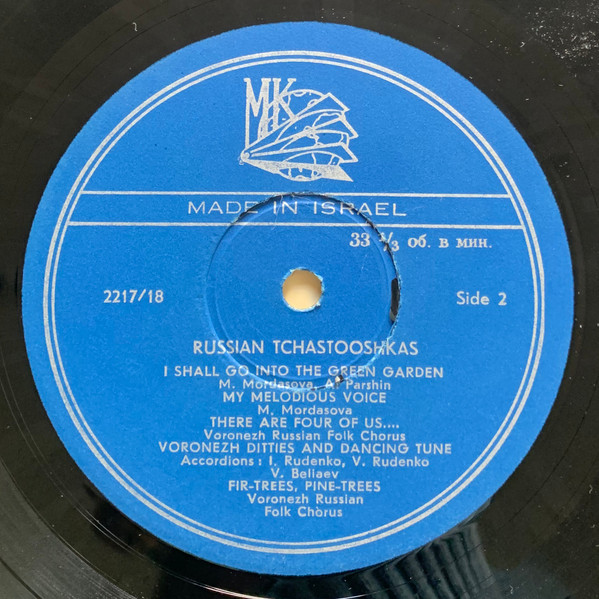 MK
MADE IN ISRAEL
33 ⅓ об. в мин.
2217/18
Side 2
RUSSIAN TCHASTOOSHKAS
I SHALL GO INTO THE GREEN GARDEN
M. Mordasova, A. Parshin
MY MELODIOUS VOICE
M. Mordasova
THERE ARE FOUR OF US....
Voronezh Russian Folk Chorus
VORONEZH DITTIES AND DANCING TUNE
Accordions : I. Rudenko, V. Rudenko
V. Beliaev
FIR-TREES, PINE-TREES
Voronezh Russian
Folk Chorus